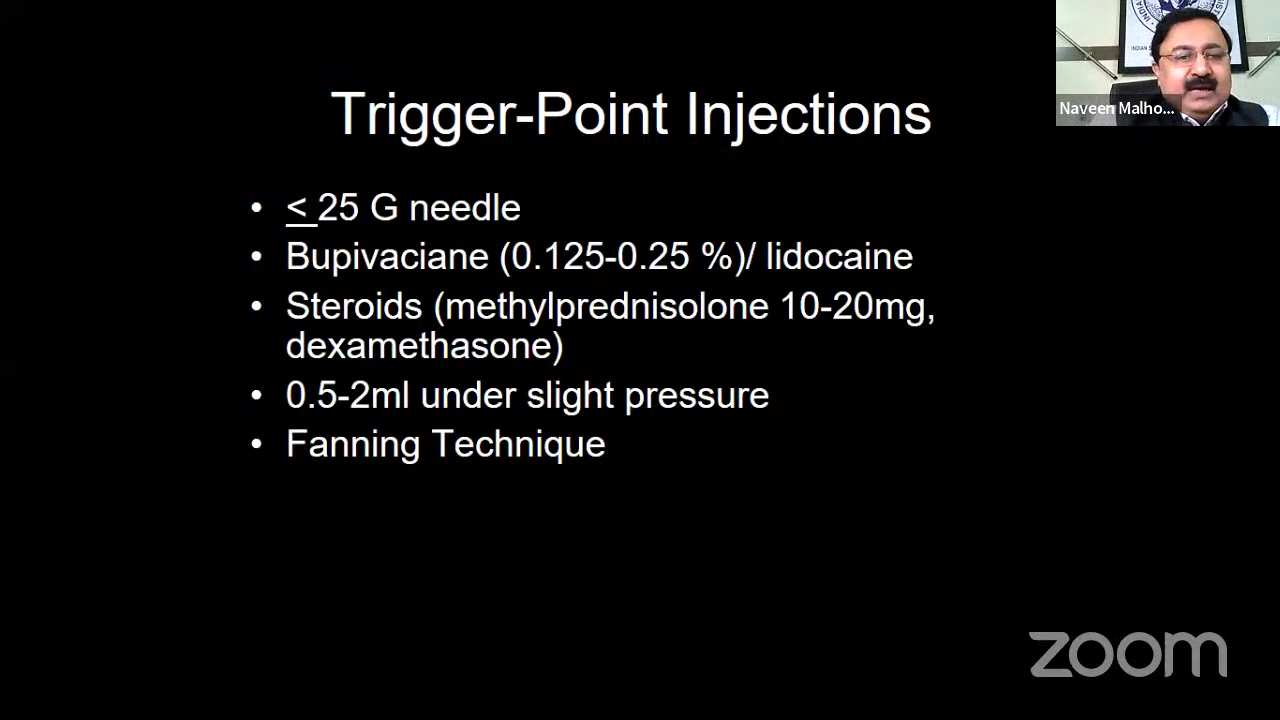 Trigger-Point Injections
• < 25 G needle
• Bupivaciane (0.125-0.25 %)/ lidocaine
• Steroids (methylprednisolone 10-20mg,
dexamethasone)
• 0.5-2ml under slight pressure
• Fanning Technique
Naveen Malho...
zoom